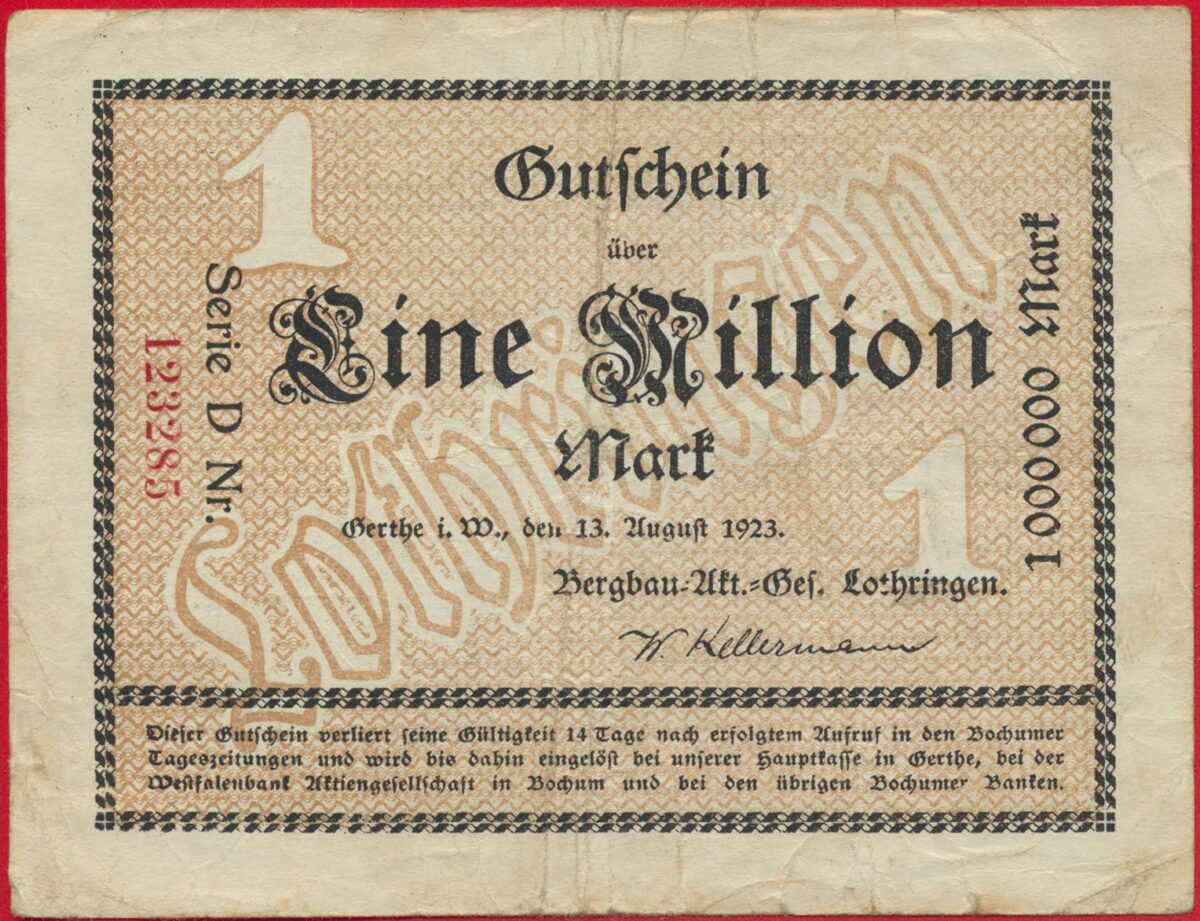 1
Gutschein
über
Eine Million
Mark
Serie D Nr.
123285
1000000 Mark
Lothringen
1
Gerthe i. W., den 13. August 1923.
Bergbau-Akt.-Ges. Lothringen.
W. Kellermann
Dieser Gutschein verliert seine Gültigkeit 14 Tage nach erfolgtem Aufruf in den Bochumer
Tageszeitungen und wird bis dahin eingelöst bei unserer Hauptkasse in Gerthe, bei der
Westfalenbank Aktiengesellschaft in Bochum und bei den übrigen Bochumer Banken.